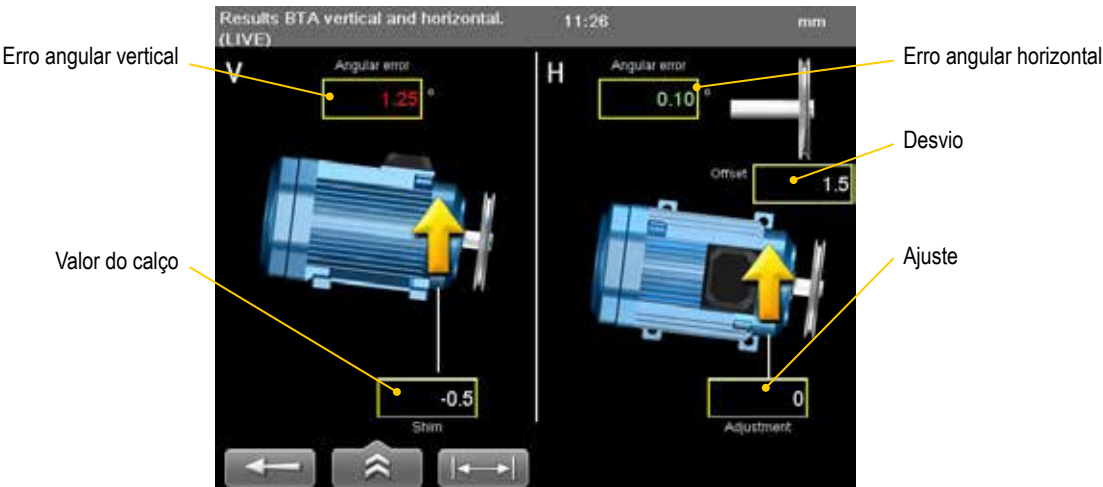 Results BTA vertical and horizontal.
(LIVE)
11:26
mm
Erro angular vertical
V
Angular error
1.25 °
H
Angular error
0.10 °
Erro angular horizontal
Desvio
Offset
1.5
Valor do calço
Ajuste
-0.5
Shim
0
Adjustment